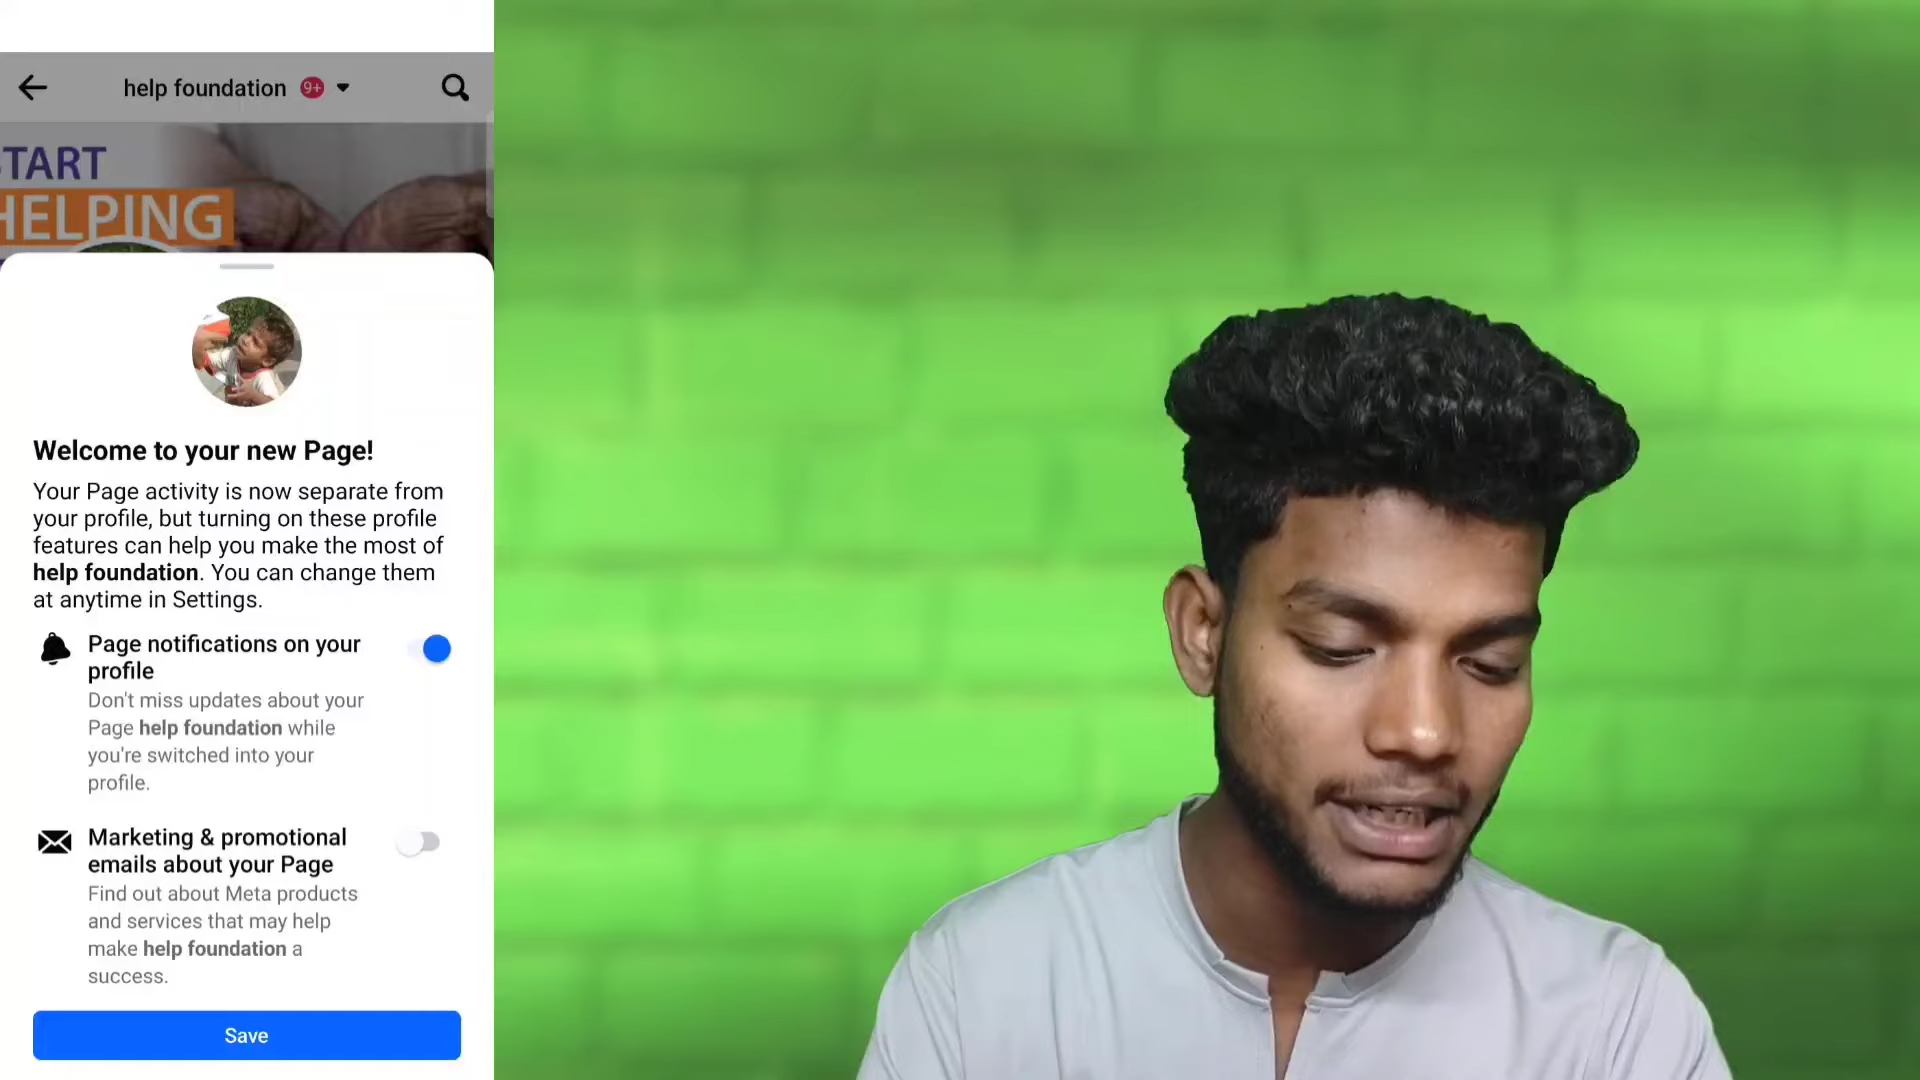 help foundation 9+
TART
HELPING
Welcome to your new Page!
Your Page activity is now separate from
your profile, but turning on these profile
features can help you make the most of
help foundation. You can change them
at anytime in Settings.
Page notifications on your
profile
Don't miss updates about your
Page help foundation while
you're switched into your
profile.
Marketing & promotional
emails about your Page
Find out about Meta products
and services that may help
make help foundation a
success.
Save